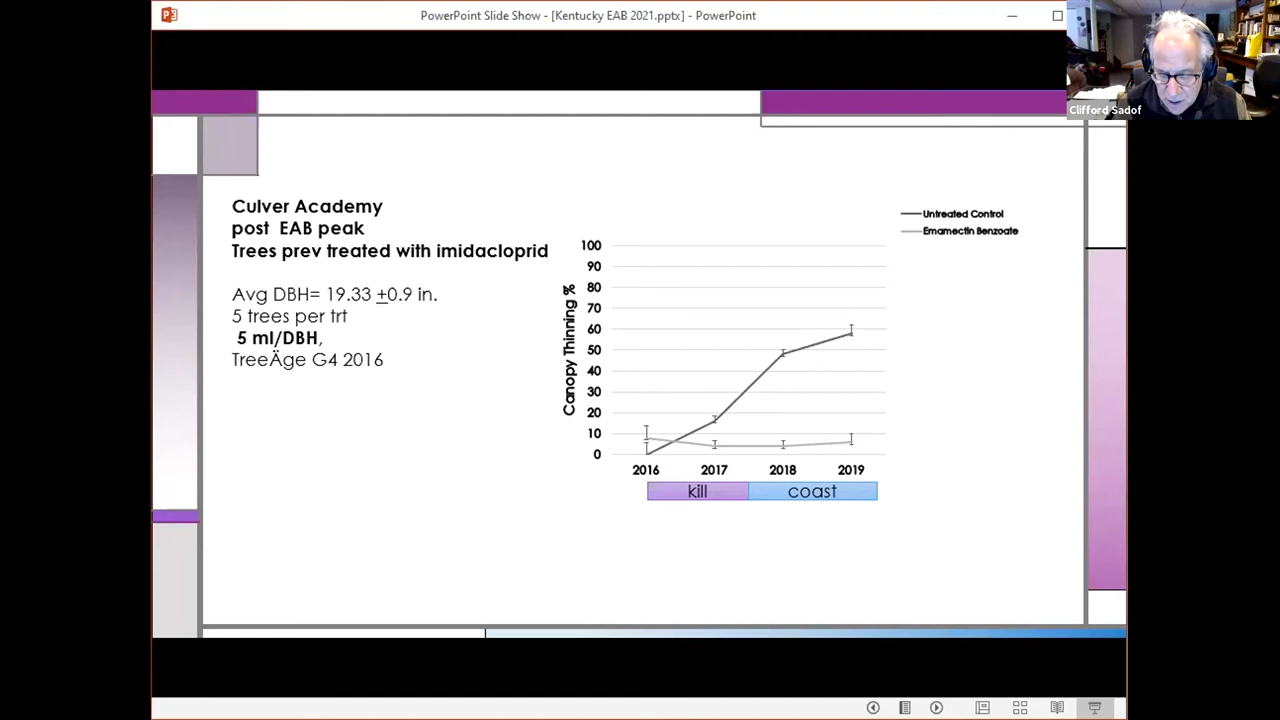 PowerPoint Slide Show - [Kentucky EAB 2021.pptx] - PowerPoint
Clifford Sadof
Culver Academy
post EAB peak
Trees prev treated with imidacloprid
Avg DBH= 19.33 ±0.9 in.
5 trees per trt
5 ml/DBH,
TreeÄge G4 2016
Untreated Control
Emamectin Benzoate
Canopy Thinning %
100
90
80
70
60
50
40
30
20
10
0
2016 2017 2018 2019
kill coast